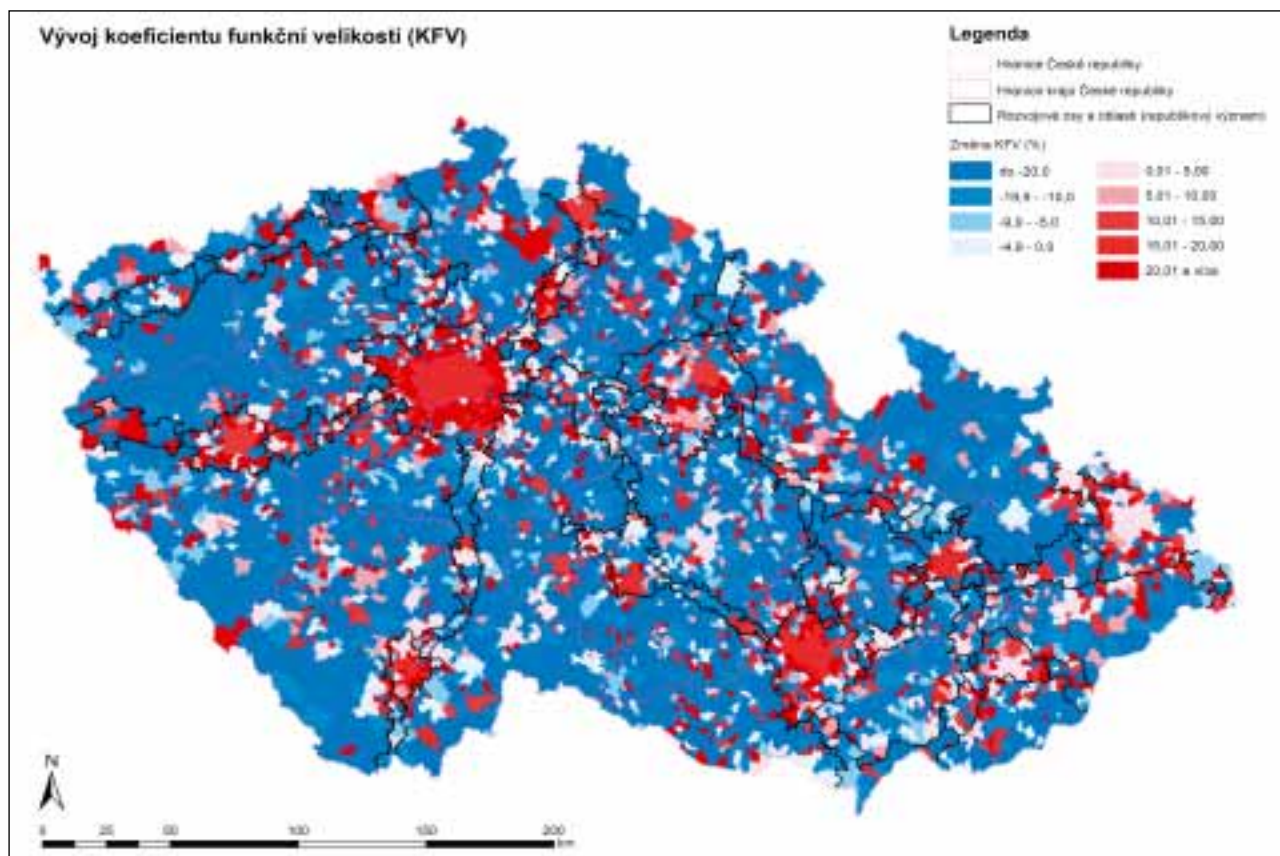 Vývoj koeficientu funkční velikosti (KFV)
Legenda
Hranice České republiky
Hranice krajů České republiky
Rozvojové osy a oblasti (republikový význam)
Změna KFV (%)
do -20,0
-19,9 - -10,0
-9,9 - -5,0
-4,9 - 0,0
0,01 - 5,00
5,01 - 10,00
10,01 - 15,00
15,01 - 20,00
20,01 a více
N
0 25 50 100 150 200
km